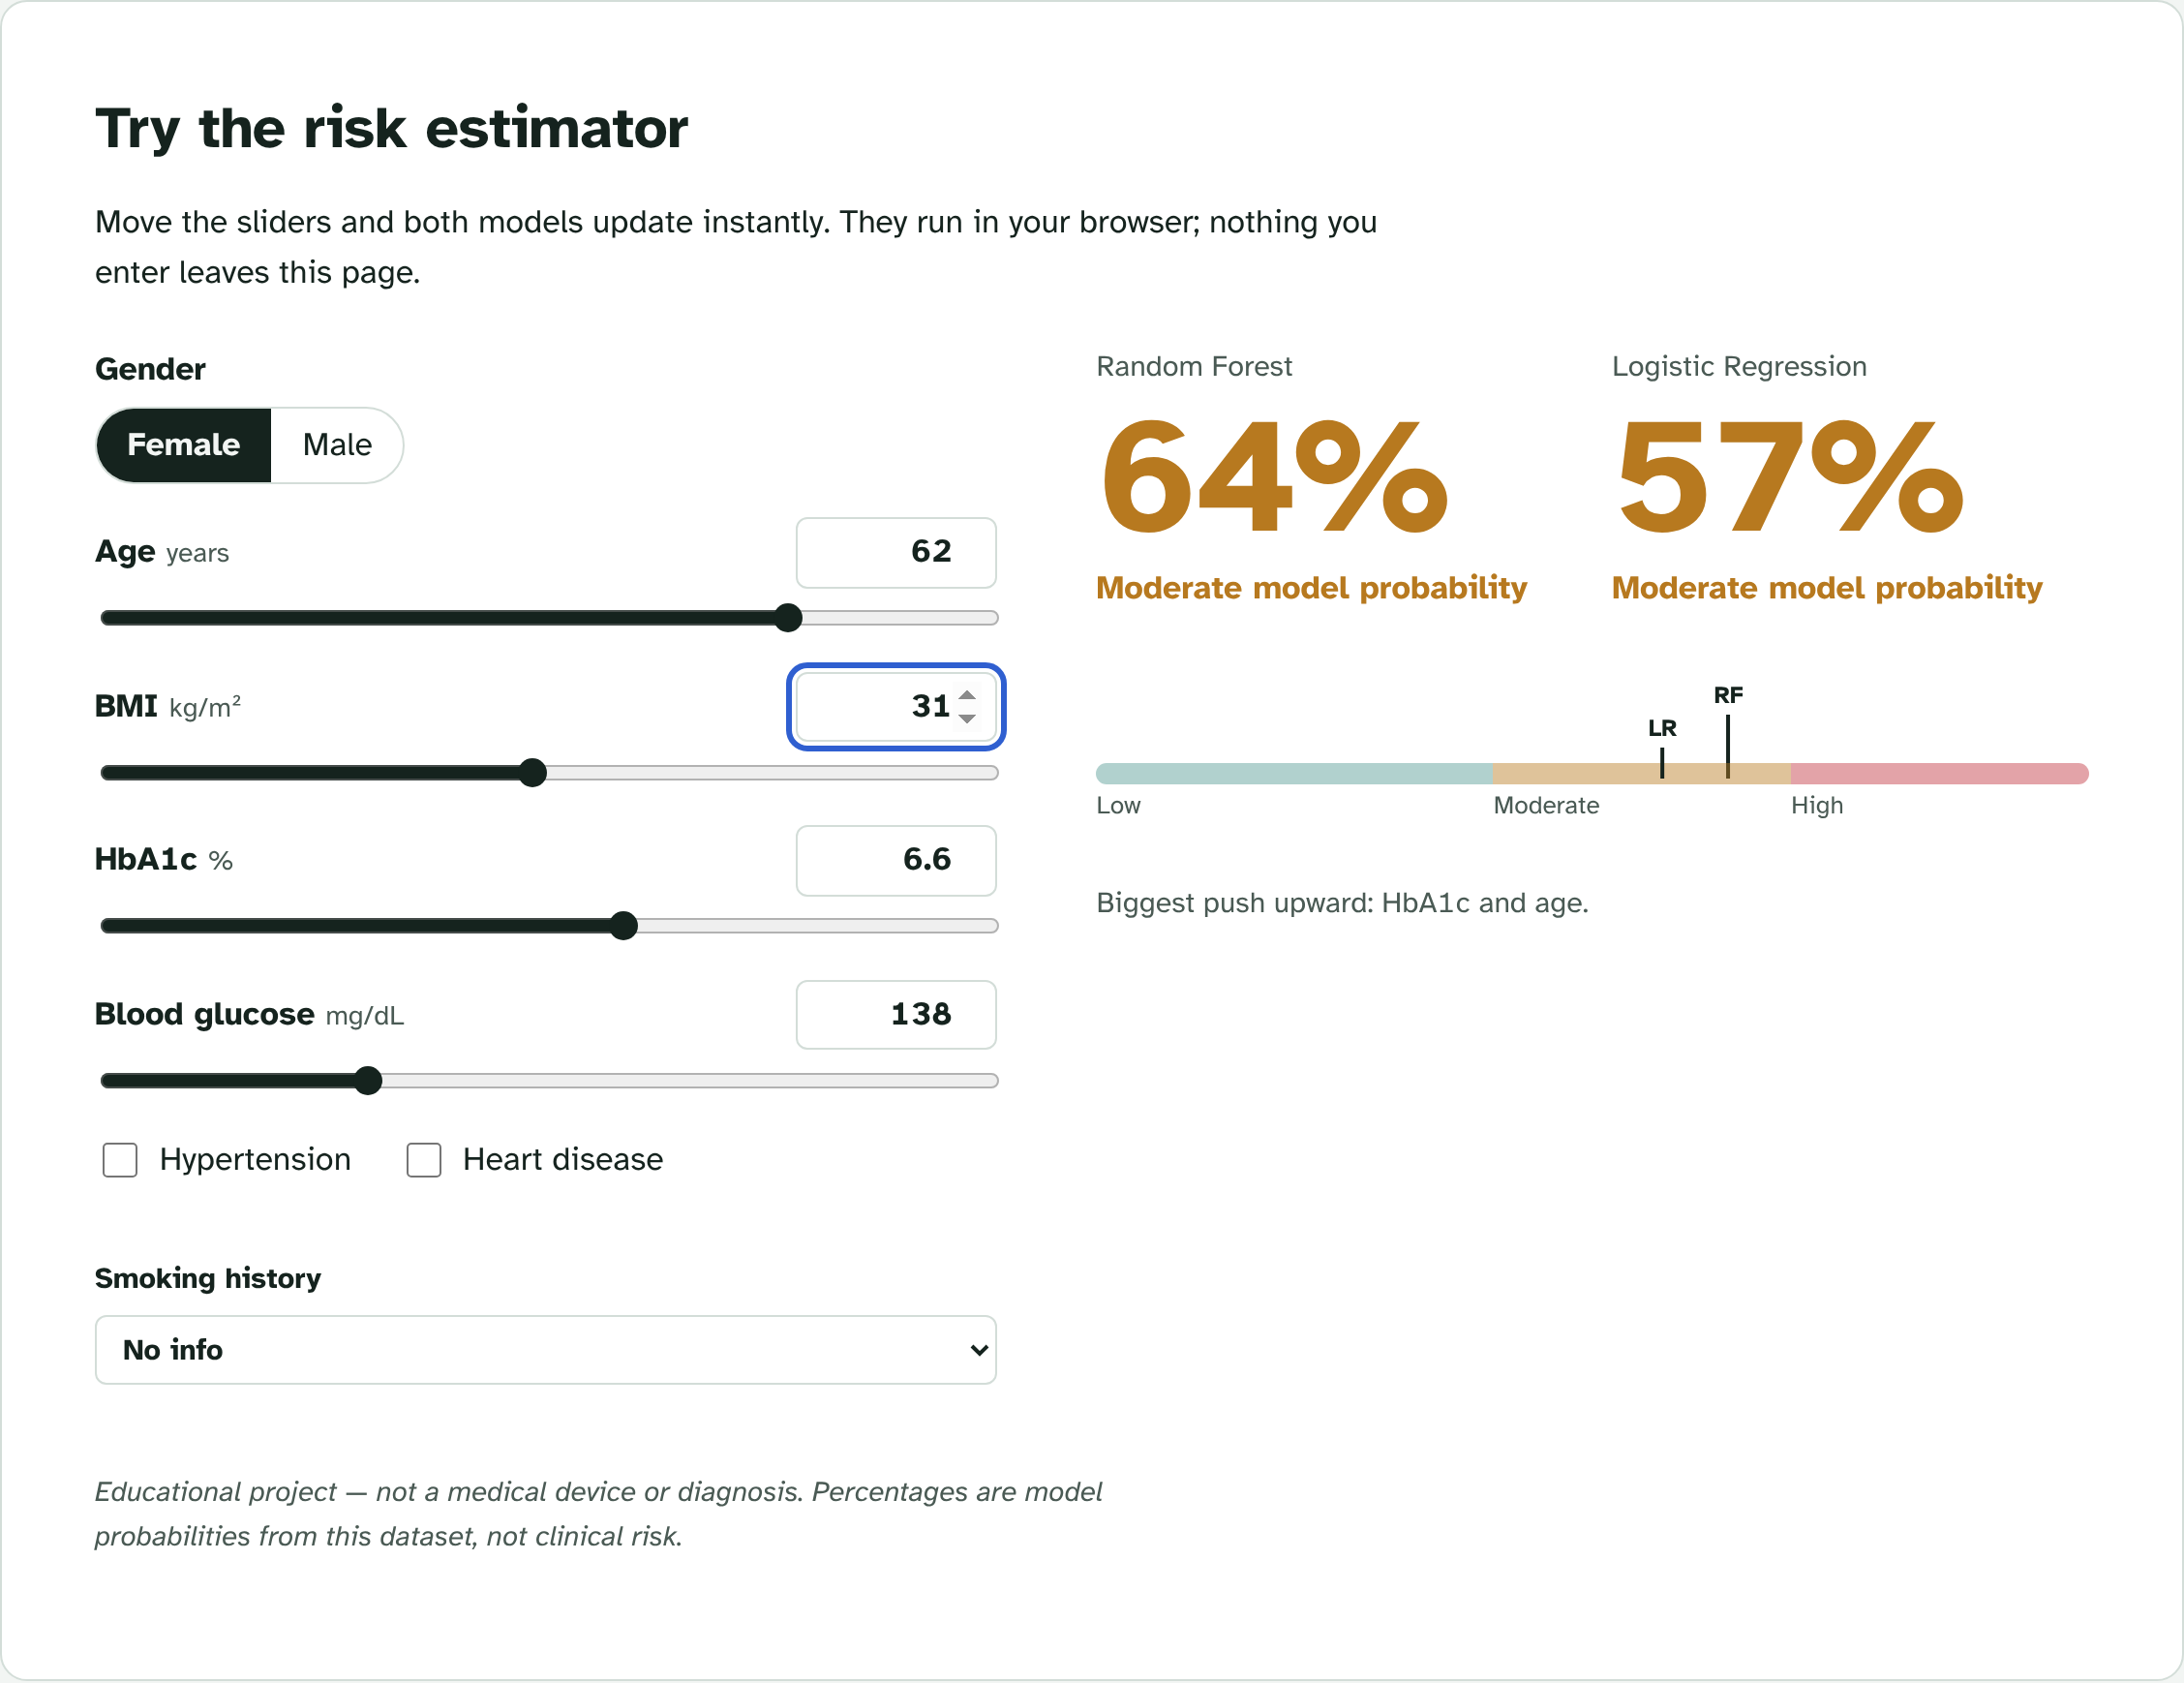 Try the risk estimator
Move the sliders and both models update instantly. They run in your browser; nothing you
enter leaves this page.
Gender
Female Male
Age years 62
BMI kg/m² 31
HbA1c % 6.6
Blood glucose mg/dL 138
Hypertension Heart disease
Smoking history
No info
Random Forest
64%
Moderate model probability
Logistic Regression
57%
Moderate model probability
RF
LR
Low Moderate High
Biggest push upward: HbA1c and age.
Educational project — not a medical device or diagnosis. Percentages are model
probabilities from this dataset, not clinical risk.